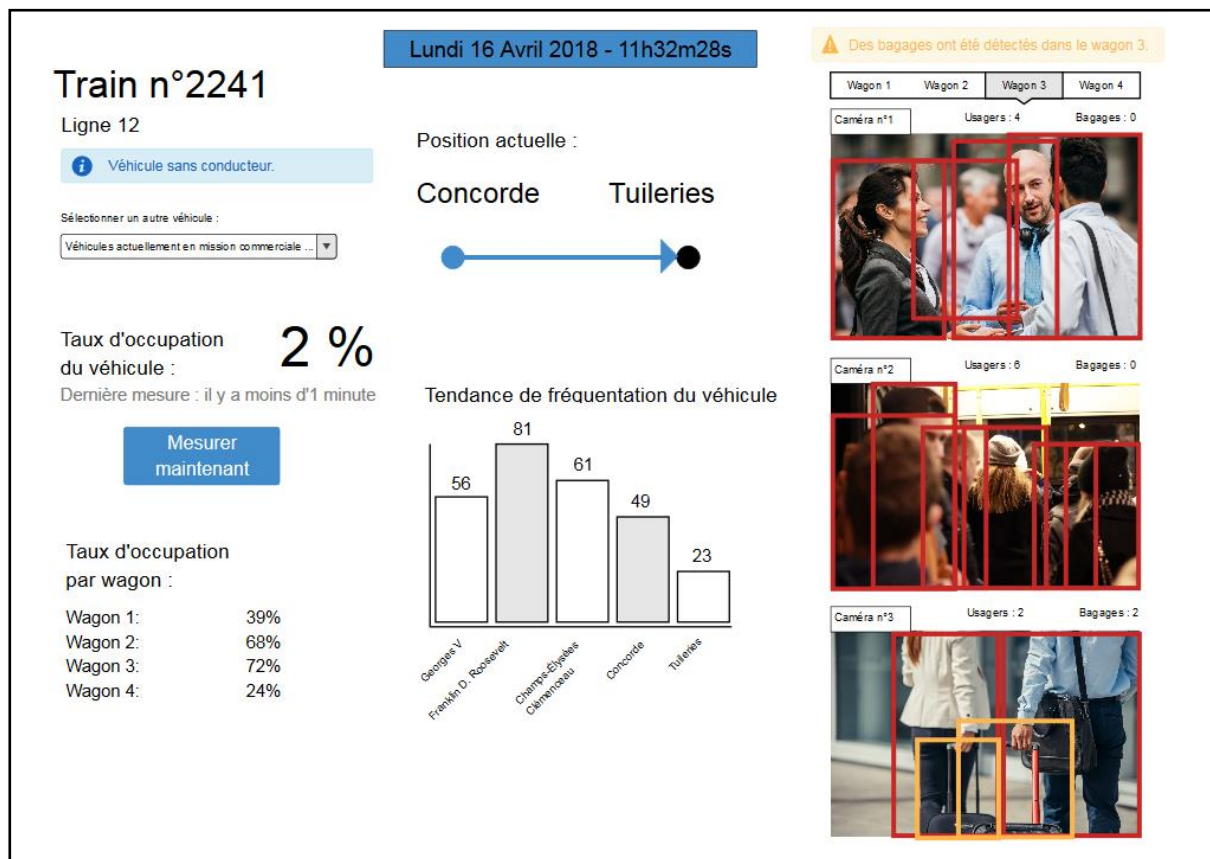 Lundi 16 Avril 2018 - 11h32m28s
Train n°2241
Ligne 12
Véhicule sans conducteur.
Sélectionner un autre véhicule :
Véhicules actuellement en mission commerciale ...
Taux d'occupation
du véhicule :
2 %
Dernière mesure : il y a moins d'1 minute
Mesurer
maintenant
Taux d'occupation
par wagon :
Wagon 1: 39%
Wagon 2: 68%
Wagon 3: 72%
Wagon 4: 24%
Position actuelle :
Concorde Tuileries
Tendance de fréquentation du véhicule
56 81 61 49 23
Georges V
Franklin D. Roosevelt
Champs-Élysées
Clémenceau
Concorde
Tuileries
Des bagages ont été détectés dans le wagon 3.
Wagon 1 Wagon 2 Wagon 3 Wagon 4
Caméra n°1 Usagers : 4 Bagages : 0
Caméra n°2 Usagers : 6 Bagages : 0
Caméra n°3 Usagers : 2 Bagages : 2